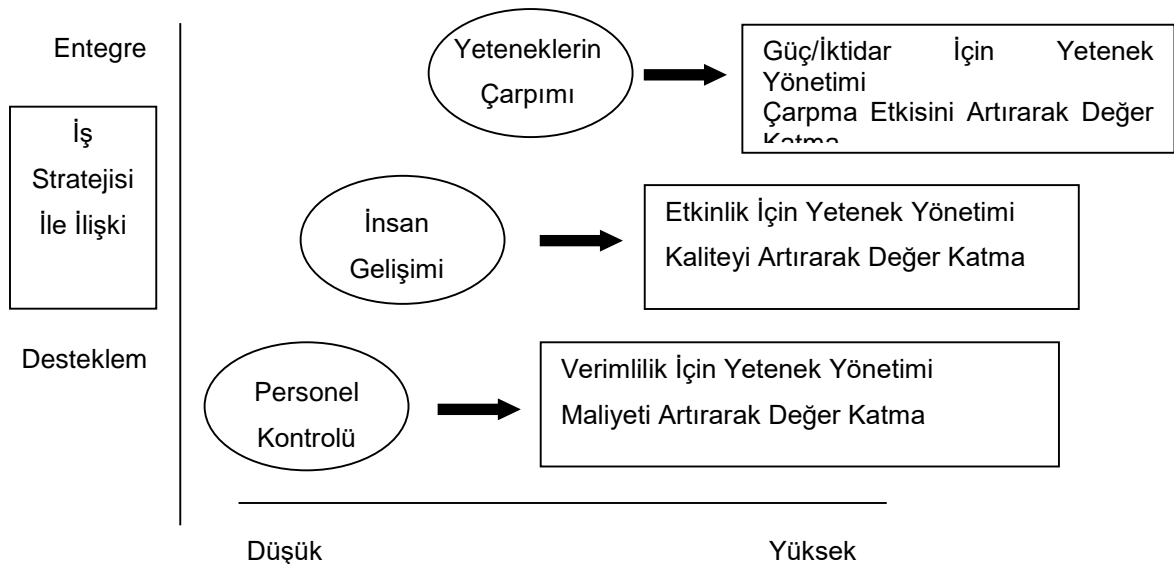 Entegre
İş
Stratejisi
İle İlişki
Desteklem
Yeteneklerin
Çarpımı
Güç/İktidar İçin Yetenek
Yönetimi
Çarpma Etkisini Artırarak Değer
Katma
İnsan
Gelişimi
Etkinlik İçin Yetenek Yönetimi
Kaliteyi Artırarak Değer Katma
Personel
Kontrolü
Verimlilik İçin Yetenek Yönetimi
Maliyeti Artırarak Değer Katma
Düşük
Yüksek